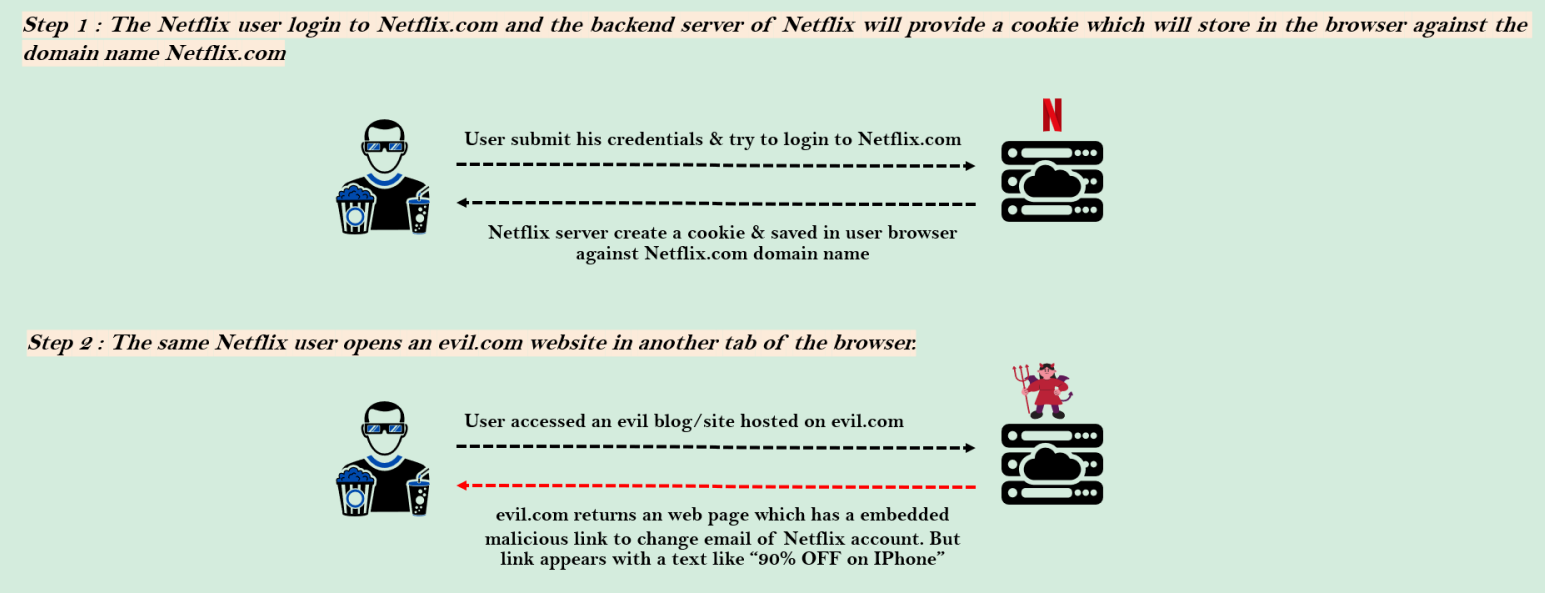 Step 1 : The Netflix user login to Netflix.com and the backend server of Netflix will provide a cookie which will store in the browser against the
domain name Netflix.com
N
User submit his credentials & try to login to Netflix.com
Netflix server create a cookie & saved in user browser
against Netflix.com domain name
Step 2 : The same Netflix user opens an evil.com website in another tab of the browser.
User accessed an evil blog/site hosted on evil.com
evil.com returns an web page which has a embedded
malicious link to change email of Netflix account. But
link appears with a text like “90% OFF on IPhone”